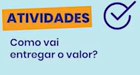 ATIVIDADES
Como vai
entregar o valor?